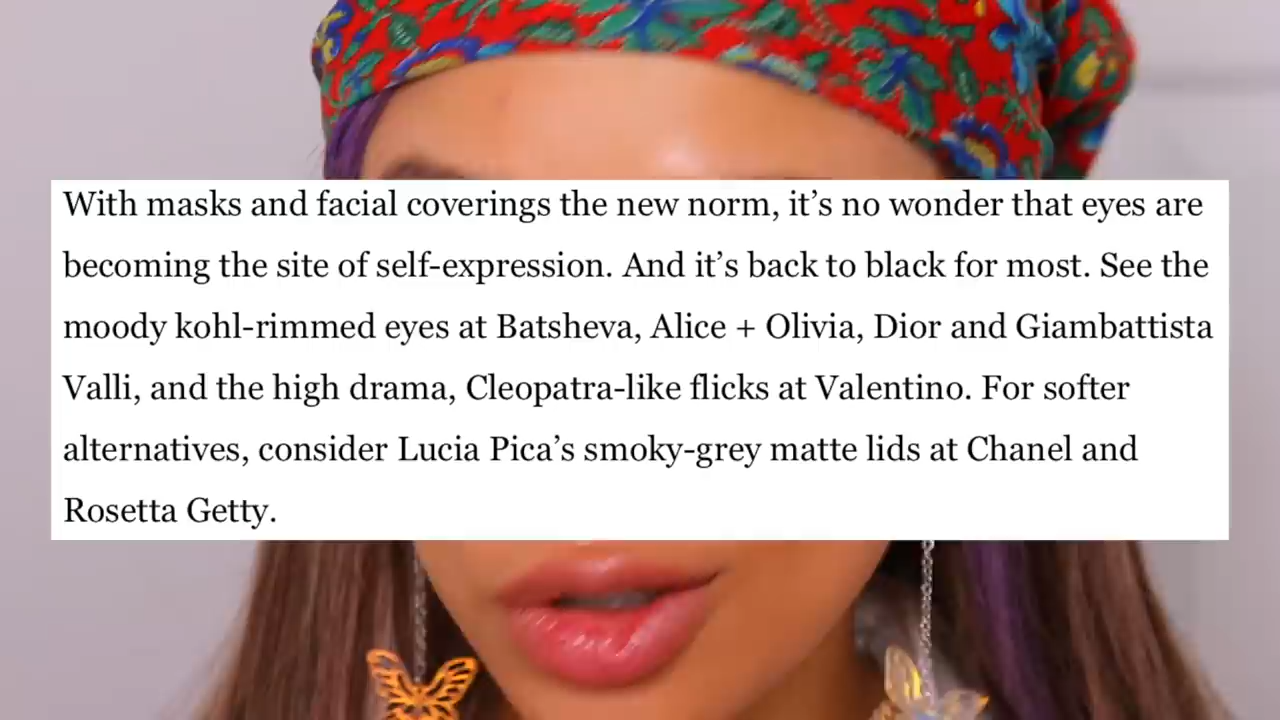 With masks and facial coverings the new norm, it’s no wonder that eyes are
becoming the site of self-expression. And it’s back to black for most. See the
moody kohl-rimmed eyes at Batsheva, Alice + Olivia, Dior and Giambattista
Valli, and the high drama, Cleopatra-like flicks at Valentino. For softer
alternatives, consider Lucia Pica’s smoky-grey matte lids at Chanel and
Rosetta Getty.